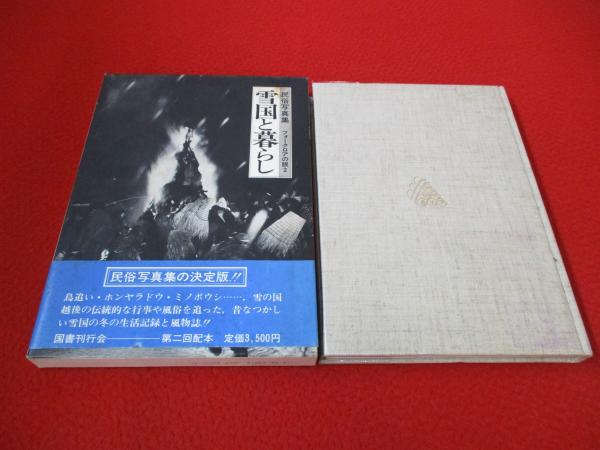 民俗写真集
フォークロアの眼2
雪国と暮らし
民俗写真集の決定版!!
鳥追い・ホンヤラドウ・ミノボウシ……，雪の国
越後の伝統的な行事や風俗を追った，昔なつかし
い雪国の冬の生活記録と風物誌!!
国書刊行会――第二回配本 定価3,500円